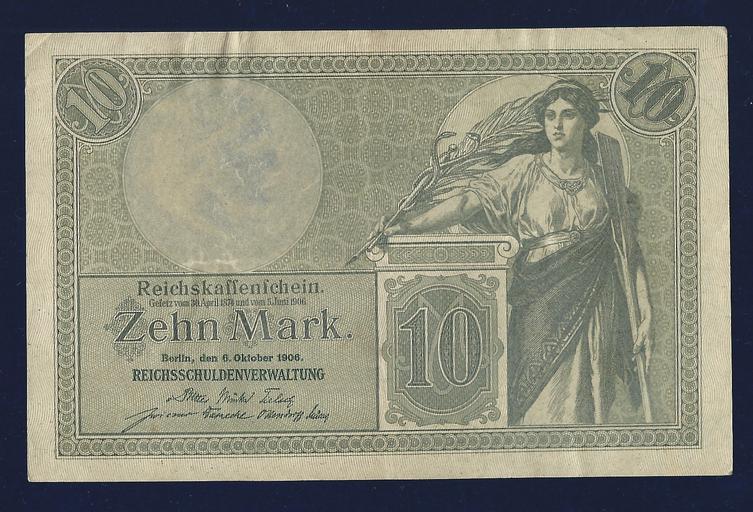 10
10
Reichskaſſenſchein.
Geſetz vom 30. April 1874 und vom 5. Juni 1906.
Zehn Mark.
Berlin, den 6. Oktober 1906.
REICHSSCHULDENVERWALTUNG
10